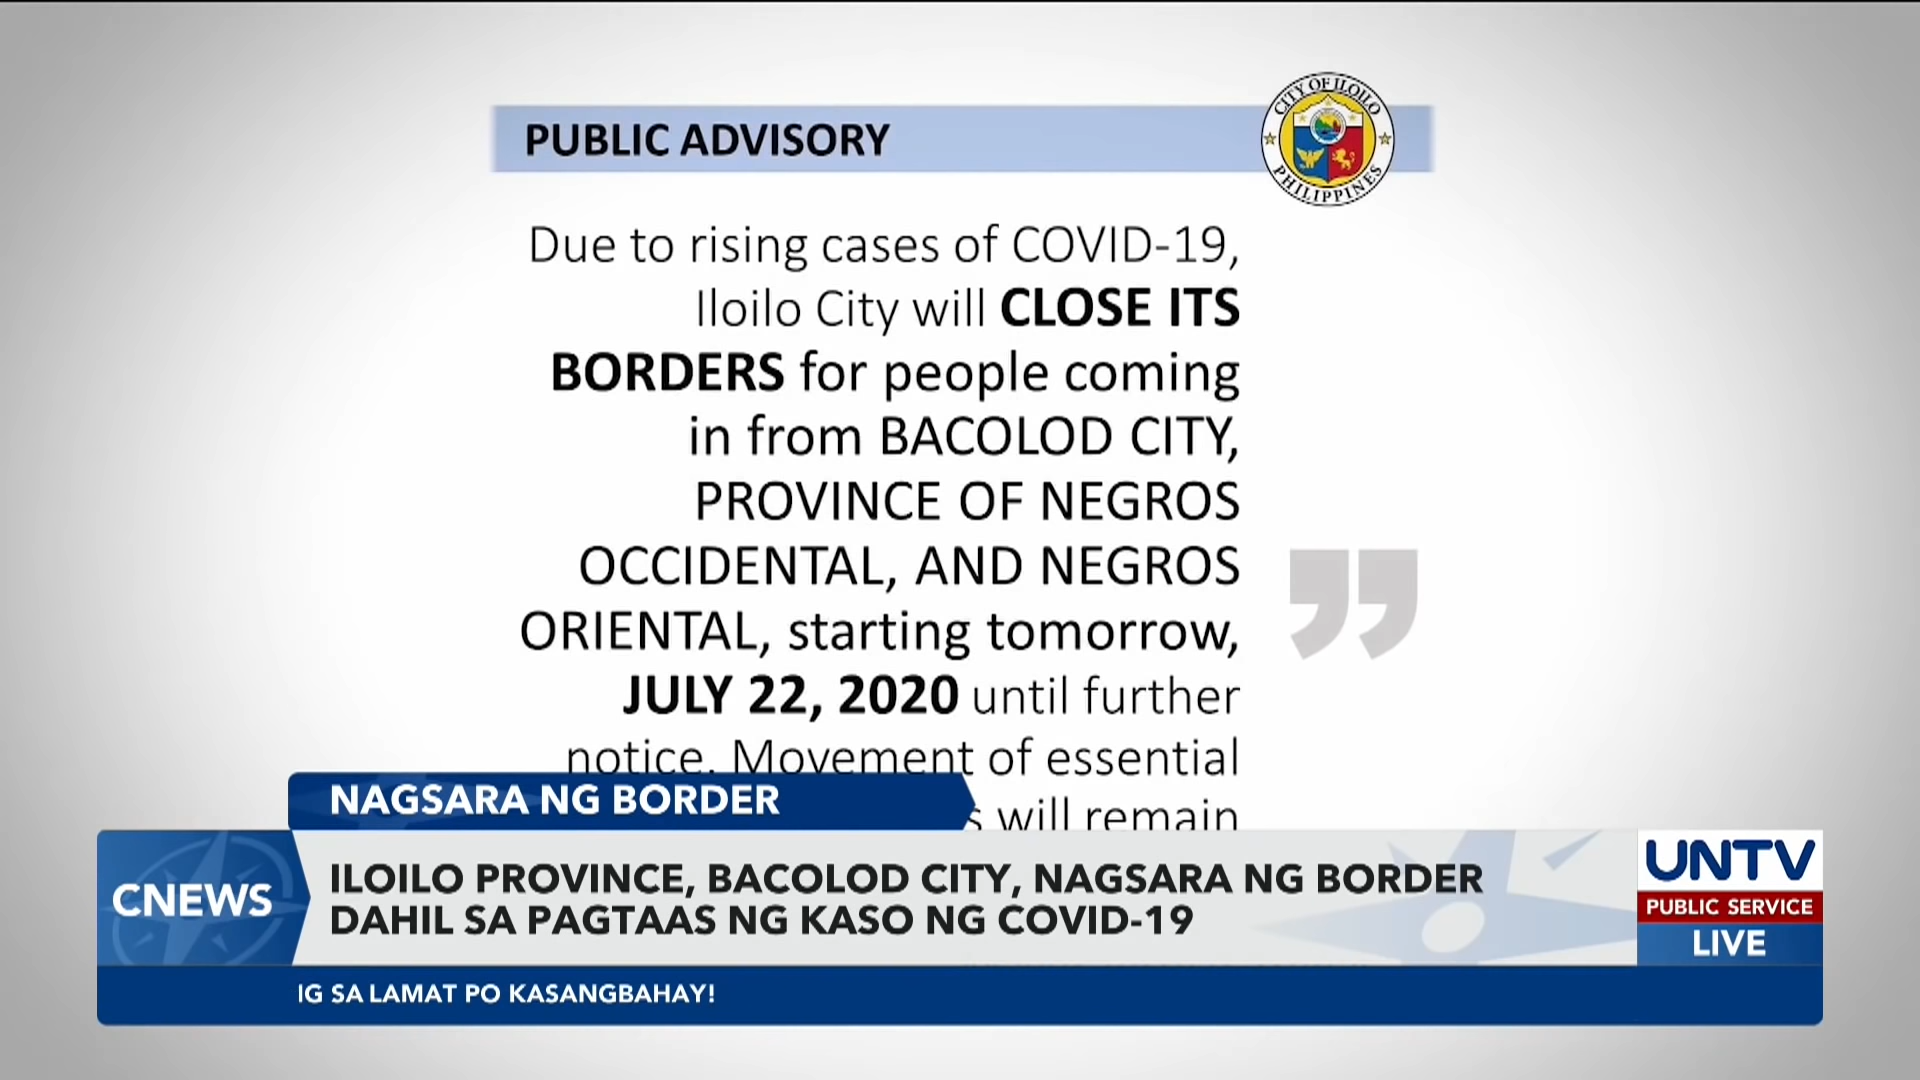 PUBLIC ADVISORY
CITY OF ILOILO
PHILIPPINES
Due to rising cases of COVID-19,
Iloilo City will CLOSE ITS
BORDERS for people coming
in from BACOLOD CITY,
PROVINCE OF NEGROS
OCCIDENTAL, AND NEGROS
ORIENTAL, starting tomorrow,
JULY 22, 2020 until further
notice. Movement of essential
s will remain
”
NAGSARA NG BORDER
CNEWS
ILOILO PROVINCE, BACOLOD CITY, NAGSARA NG BORDER
DAHIL SA PAGTAAS NG KASO NG COVID-19
UNTV
PUBLIC SERVICE
LIVE
IG SA LAMAT PO KASANGBAHAY!